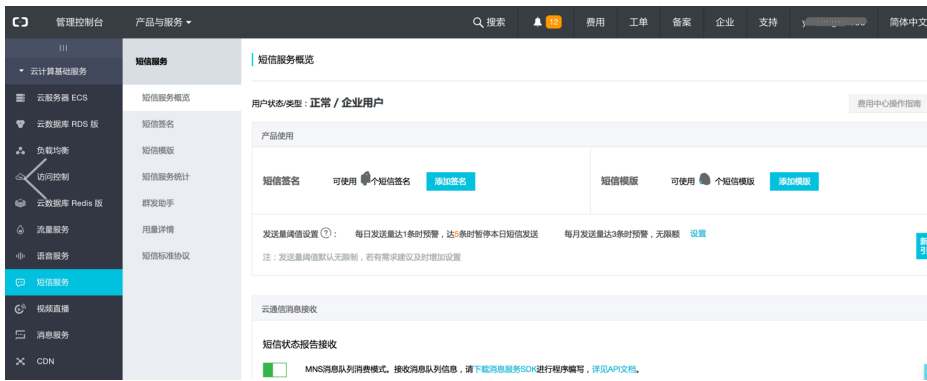 管理控制台 产品与服务 搜索 12 费用 工单 备案 企业 支持 简体中文
云计算基础服务
云服务器 ECS
云数据库 RDS 版
负载均衡
访问控制
云数据库 Redis 版
流量服务
语音服务
短信服务
视频直播
消息服务
CDN
短信服务
短信服务概览
短信签名
短信模版
短信服务统计
群发助手
用量详情
短信标准协议
短信服务概览
用户状态/类型 : 正常 / 企业用户
费用中心操作指南
产品使用
短信签名 可使用 个短信签名 添加签名
短信模版 可使用 个短信模版 添加模版
发送量阈值设置 ? : 每日发送量达1条时预警，达5条时暂停本日短信发送 每月发送量达3条时预警，无限额 设置
注：发送量阈值默认无限制，若有需求建议及时增加设置
新
引
云通信消息接收
短信状态报告接收
MNS消息队列消费模式。接收消息队列信息，请下载消息服务SDK进行程序编写，详见API文档。